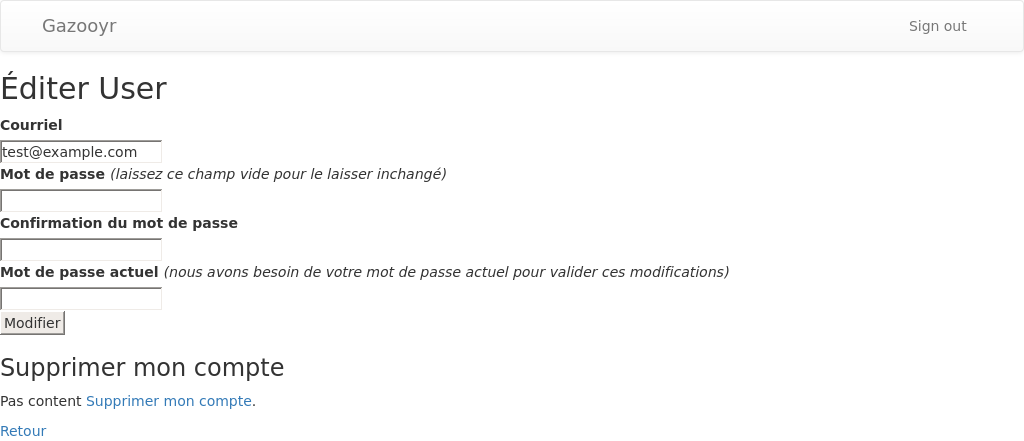 Gazooyr Sign out
Éditer User
Courriel
test@example.com
Mot de passe (laissez ce champ vide pour le laisser inchangé)
Confirmation du mot de passe
Mot de passe actuel (nous avons besoin de votre mot de passe actuel pour valider ces modifications)
Modifier
Supprimer mon compte
Pas content Supprimer mon compte.
Retour